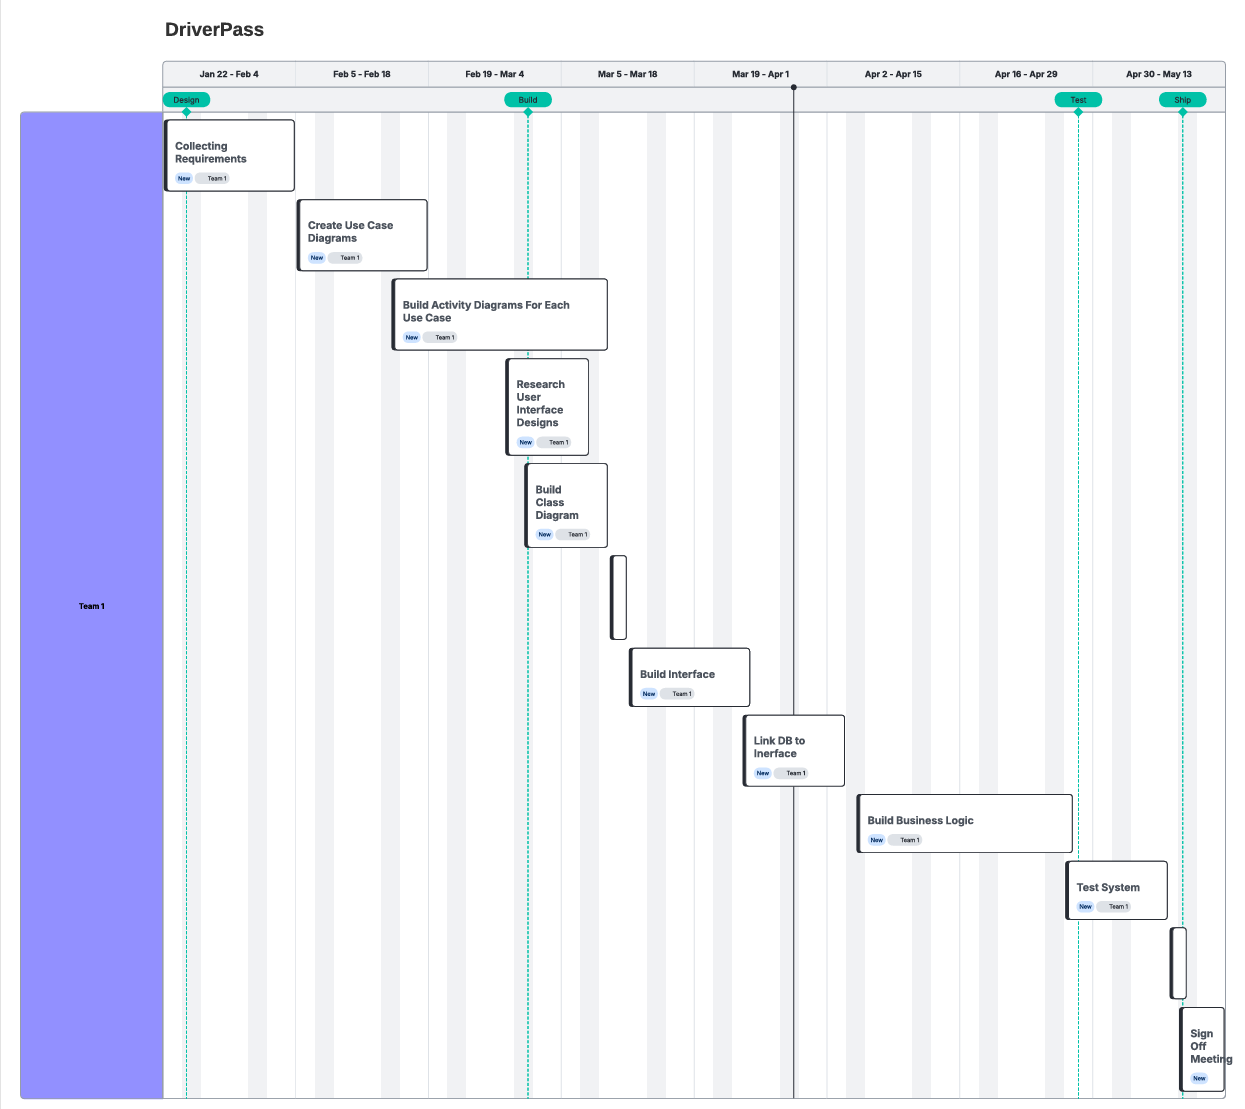 DriverPass
Jan 22 - Feb 4
Feb 5 - Feb 18
Feb 19 - Mar 4
Mar 5 - Mar 18
Mar 19 - Apr 1
Apr 2 - Apr 15
Apr 16 - Apr 29
Apr 30 - May 13
Design
Build
Test
Ship
Team 1
Collecting
Requirements
New
Team 1
Create Use Case
Diagrams
New
Team 1
Build Activity Diagrams For Each
Use Case
New
Team 1
Research
User
Interface
Designs
New
Team 1
Build
Class
Diagram
New
Team 1
Build Interface
New
Team 1
Link DB to
Inerface
New
Team 1
Build Business Logic
New
Team 1
Test System
New
Team 1
Sign
Off
Meeting
New